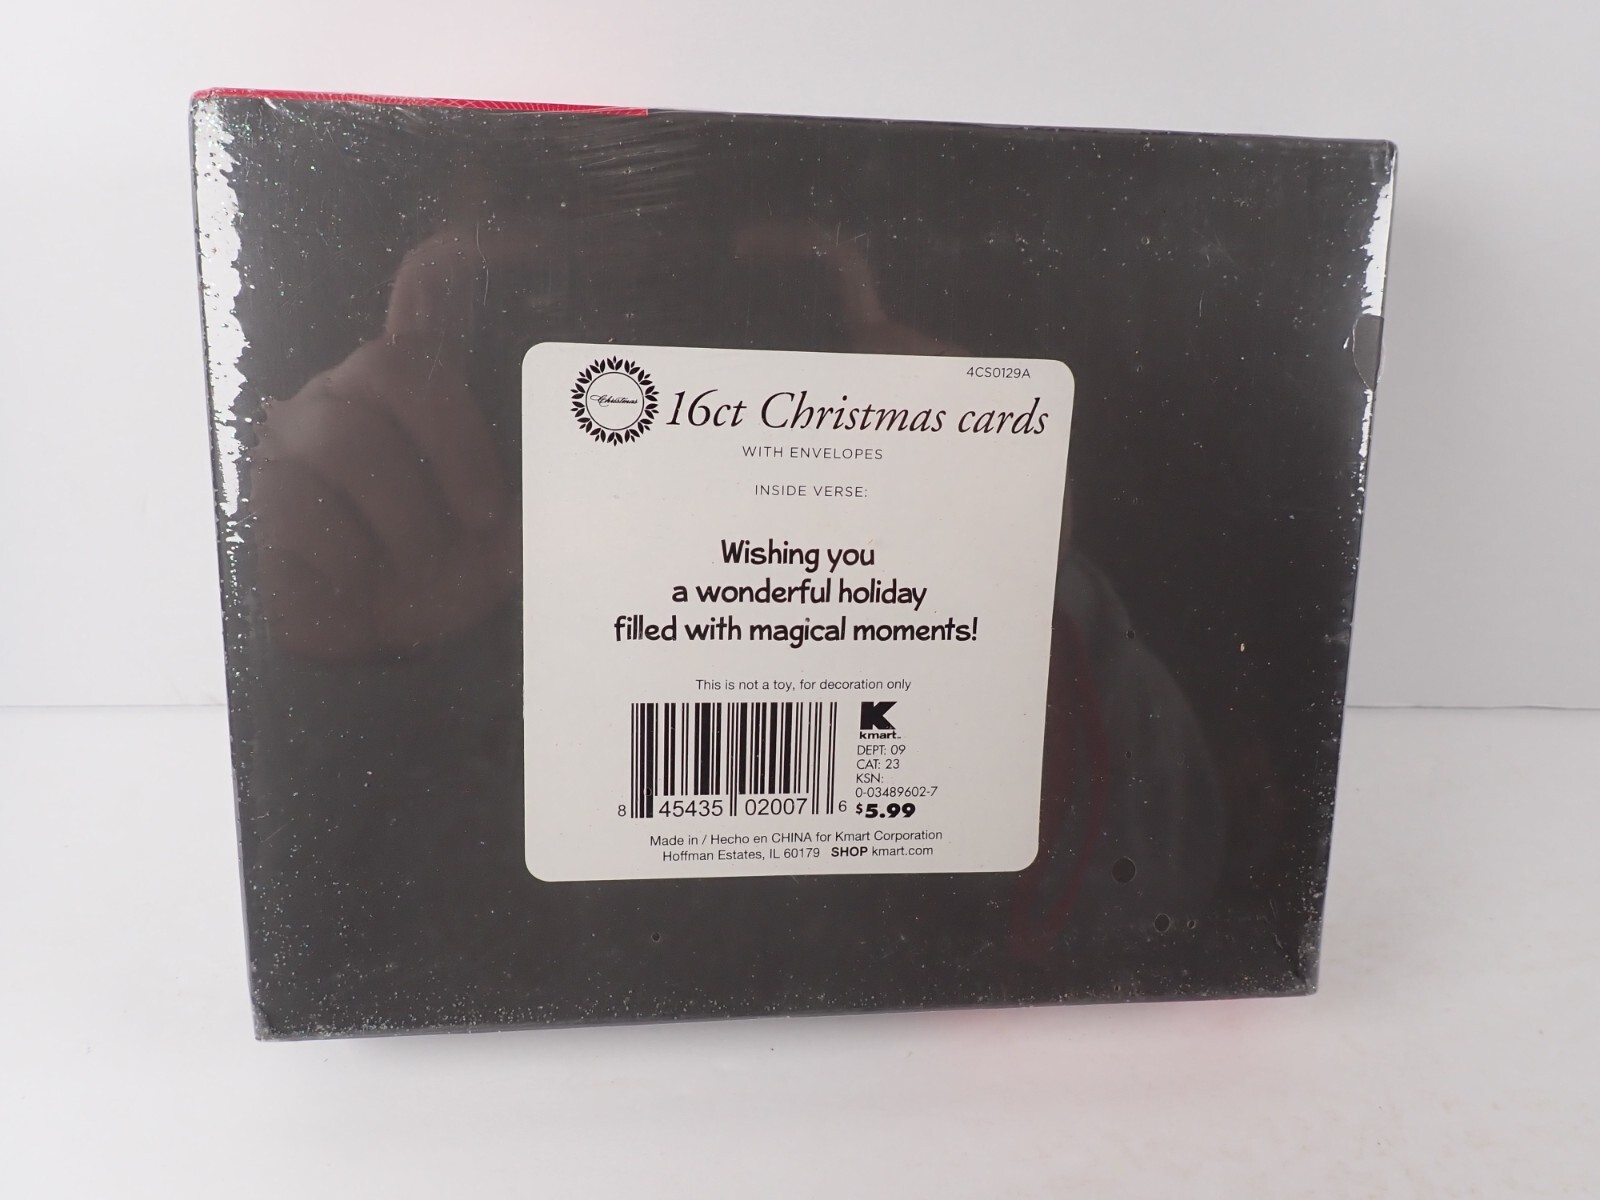 4CS0129A
Christmas
16ct Christmas cards
WITH ENVELOPES
INSIDE VERSE:
Wishing you
a wonderful holiday
filled with magical moments!
This is not a toy, for decoration only
K
kmart
DEPT: 09
CAT: 23
KSN:
0-03489602-7
$5.99
8 45435 02007 6
Made in / Hecho en CHINA for Kmart Corporation
Hoffman Estates, IL 60179 SHOP kmart.com